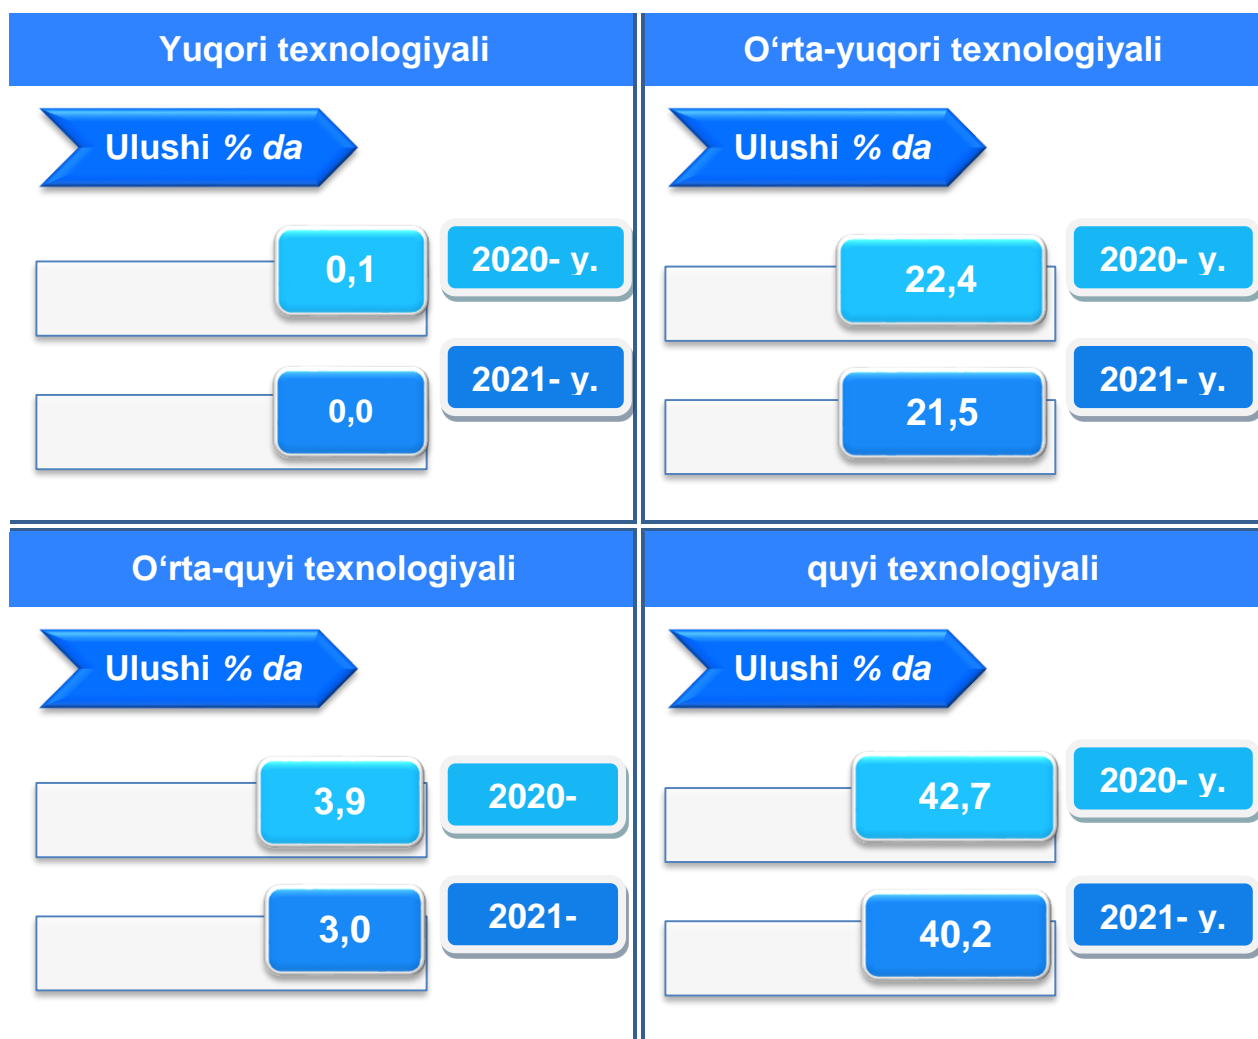 Yuqori texnologiyali
Ulushi % da
0,1
2020- y.
0,0
2021- y.
O‘rta-yuqori texnologiyali
Ulushi % da
22,4
2020- y.
21,5
2021- y.
O‘rta-quyi texnologiyali
Ulushi % da
3,9
2020-
3,0
2021-
quyi texnologiyali
Ulushi % da
42,7
2020- y.
40,2
2021- y.